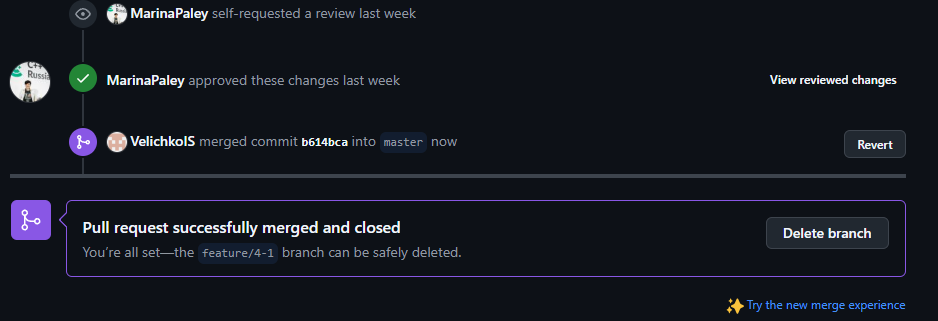 MarinaPaley self-requested a review last week
C++
Russia
MarinaPaley approved these changes last week
View reviewed changes
VelichkoIS merged commit b614bca into master now
Revert
Pull request successfully merged and closed
Delete branch
You're all set—the feature/4-1 branch can be safely deleted.
Try the new merge experience